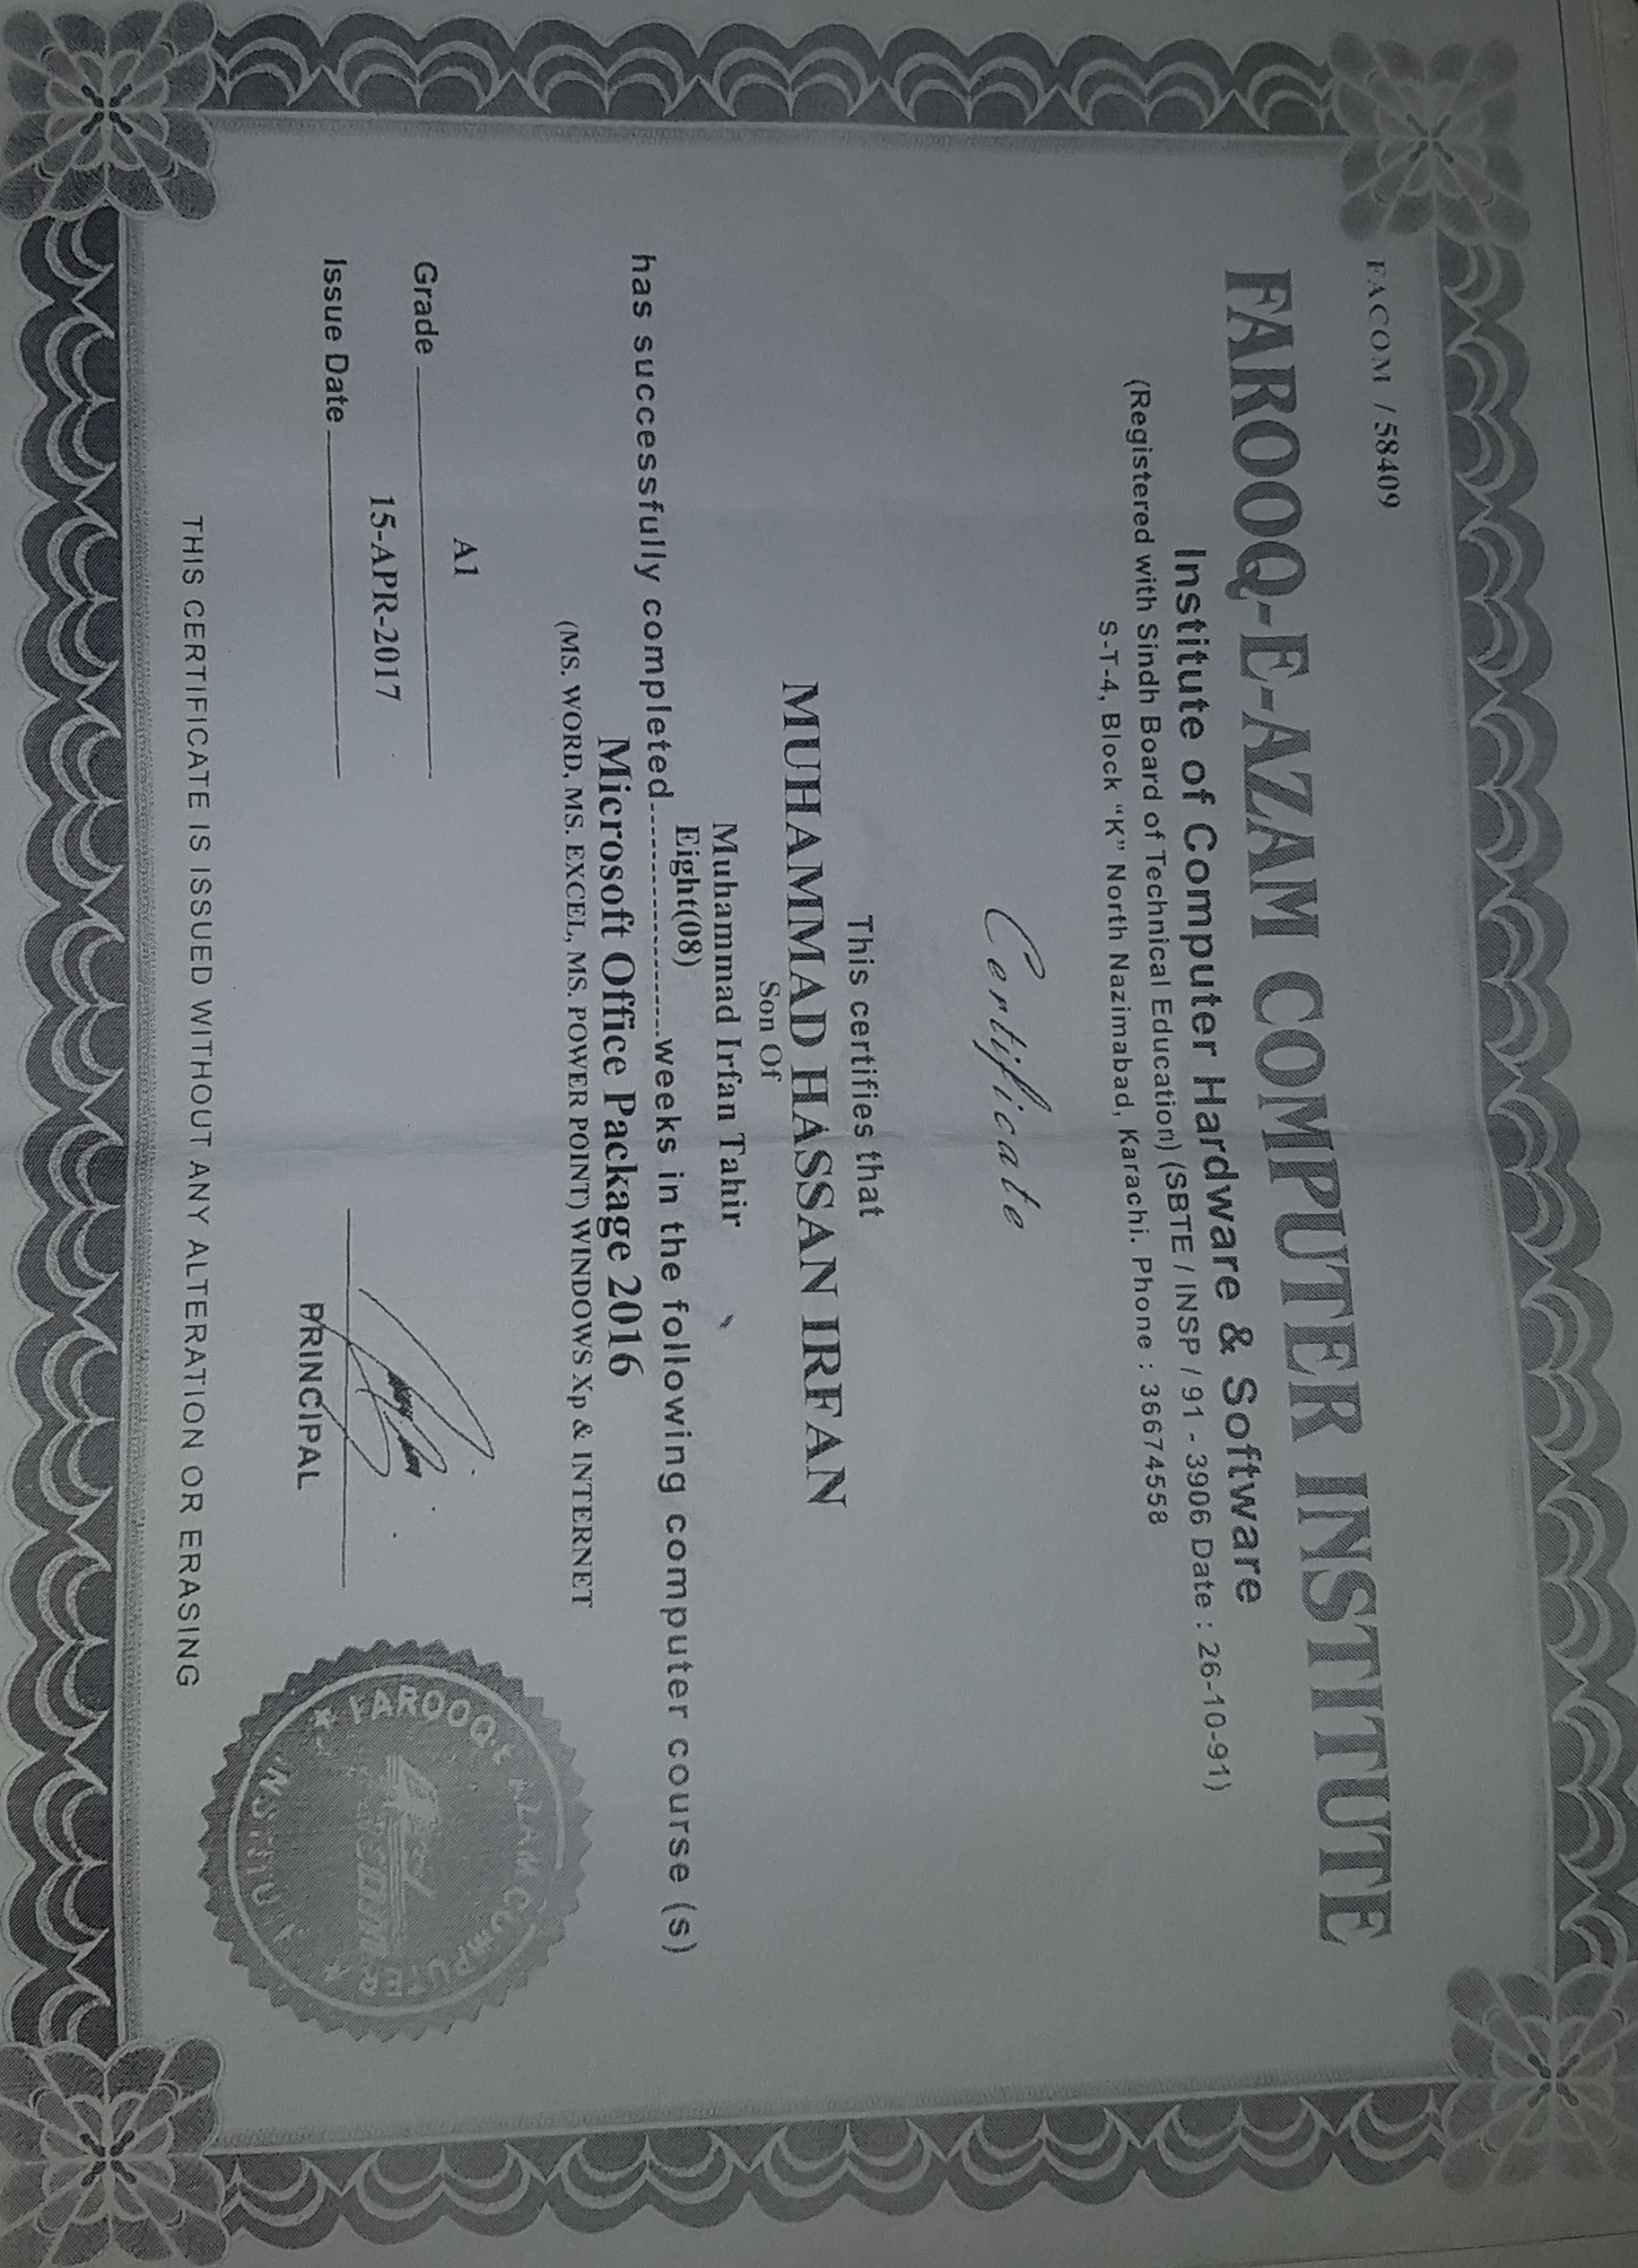 FACOM / 58409
FAROOQ-E-AZAM COMPUTER INSTITUTE
Institute of Computer Hardware & Software
(Registered with Sindh Board of Technical Education) (SBTE / INSP / 91 - 3906 Date : 26-10-91)
S-T-4, Block “K” North Nazimabad, Karachi. Phone : 36674558
Certificate
This certifies that
MUHAMMAD HASSAN IRFAN
Son Of
Muhammad Irfan Tahir
Eight(08)
has successfully completed.....................weeks in the following computer course (s)
Microsoft Office Package 2016
(MS. WORD, MS. EXCEL, MS. POWER POINT) WINDOWS Xp & INTERNET
A1
Grade
15-APR-2017
Issue Date
PRINCIPAL
FAROOQ-E-AZAM COMPUTER
INSTITUTE
THIS CERTIFICATE IS ISSUED WITHOUT ANY ALTERATION OR ERASING